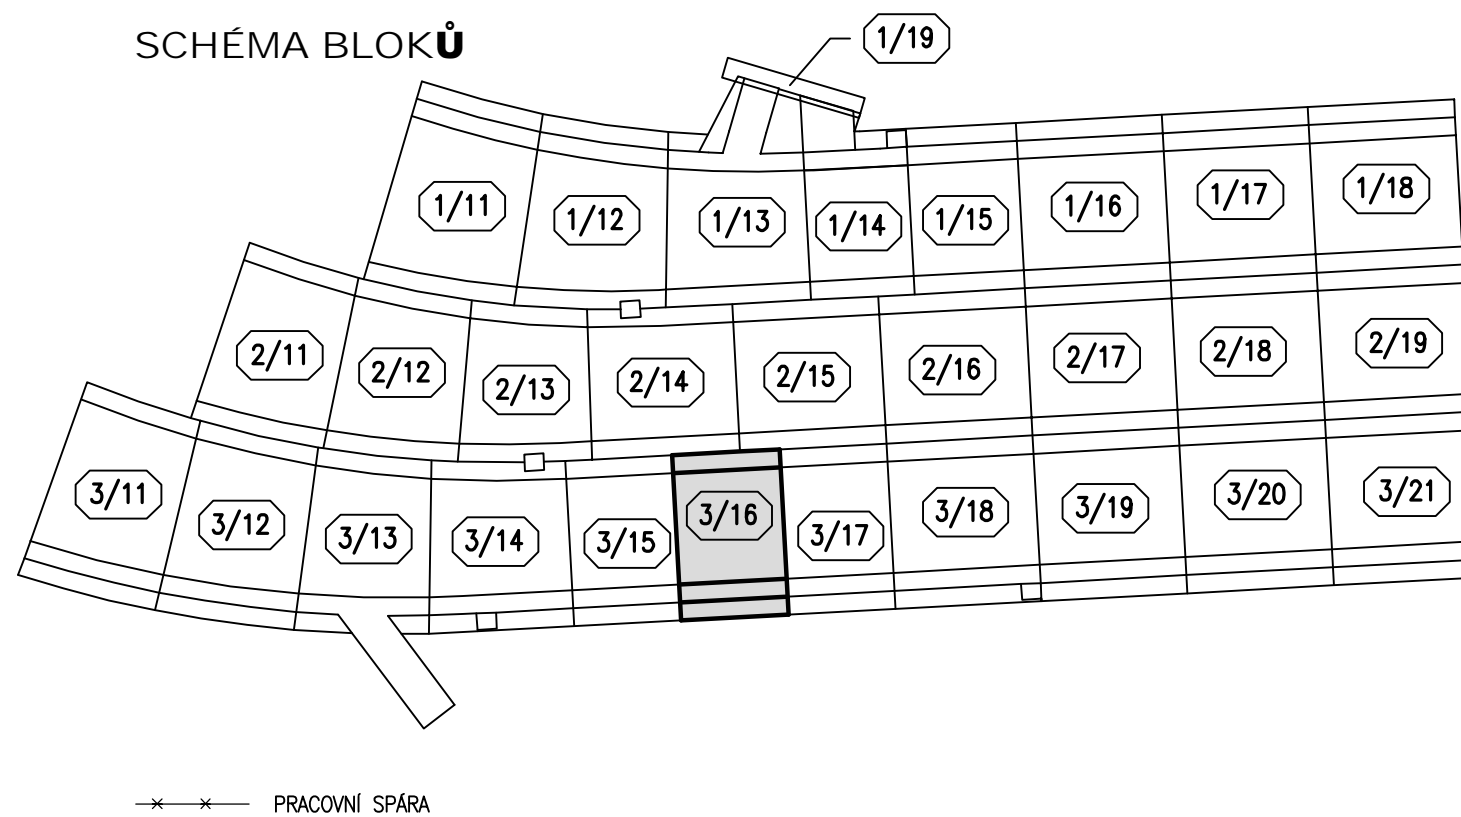 SCHÉMA BLOKŮ
1/19
1/11 1/12 1/13 1/14 1/15 1/16 1/17 1/18
2/11 2/12 2/13 2/14 2/15 2/16 2/17 2/18 2/19
3/11 3/12 3/13 3/14 3/15 3/16 3/17 3/18 3/19 3/20 3/21
PRACOVNÍ SPÁRA